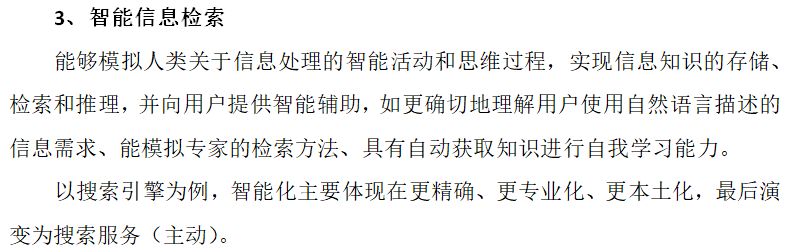 3、智能信息检索
能够模拟人类关于信息处理的智能活动和思维过程，实现信息知识的存储、
检索和推理，并向用户提供智能辅助，如更确切地理解用户使用自然语言描述的
信息需求、能模拟专家的检索方法、具有自动获取知识进行自我学习能力。
以搜索引擎为例，智能化主要体现在更精确、更专业化、更本土化，最后演
变为搜索服务（主动）。